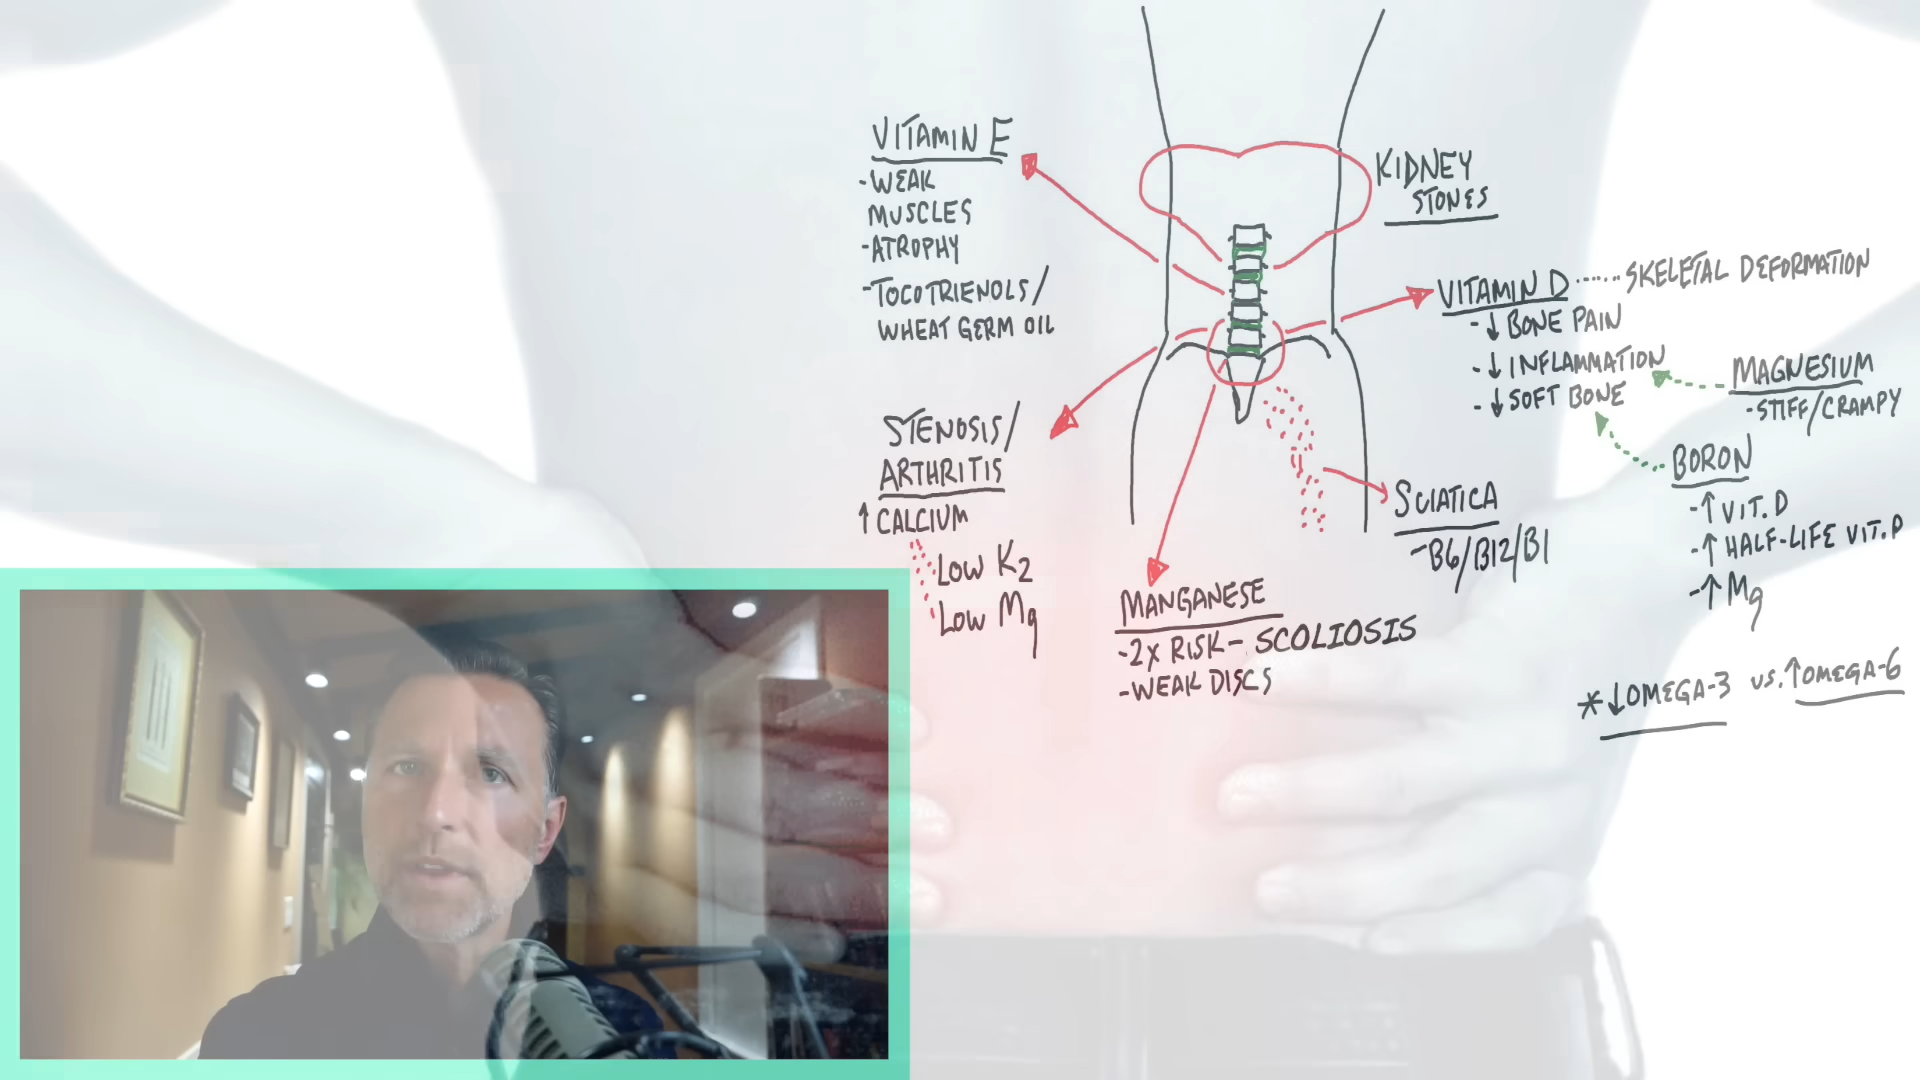 VITAMIN E
-WEAK
MUSCLES
-ATROPHY
-TOCOTRIENOLS/
WHEAT GERM OIL
KIDNEY
STONES
VITAMIN D ...... SKELETAL DEFORMATION
-↓ BONE PAIN
-↓ INFLAMMATION
-↓ SOFT BONE
MAGNESIUM
-STIFF/CRAMPY
BORON
-↑ VIT. D
-↑ HALF-LIFE VIT. D
-↑ Mg
STENOSIS/
ARTHRITIS
↑ CALCIUM
LOW K2
LOW Mg
MANGANESE
-2X RISK- SCOLIOSIS
-WEAK DISCS
SCIATICA
-B6/B12/B1
*↓OMEGA-3 VS. ↑OMEGA-6